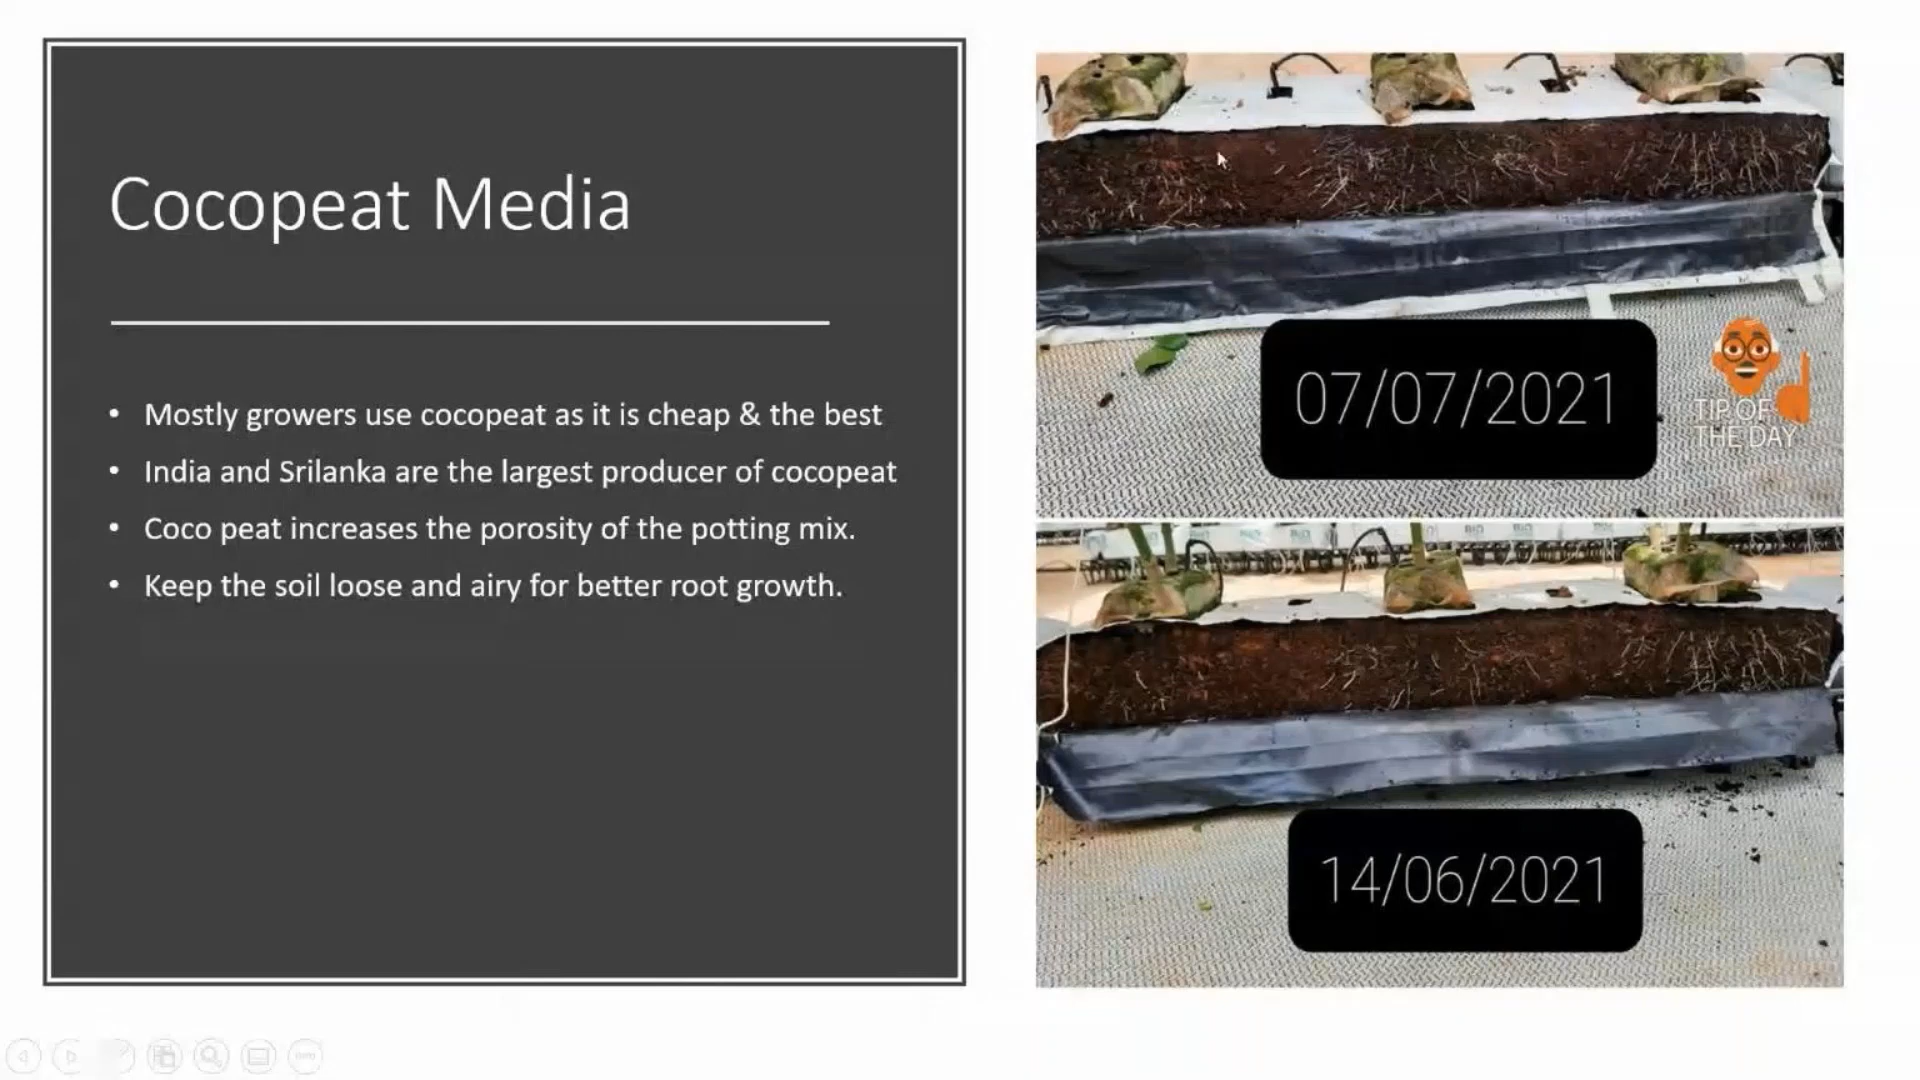 Cocopeat Media
• Mostly growers use cocopeat as it is cheap & the best
• India and Srilanka are the largest producer of cocopeat
• Coco peat increases the porosity of the potting mix.
• Keep the soil loose and airy for better root growth.
07/07/2021
TIP OF
THE DAY
14/06/2021